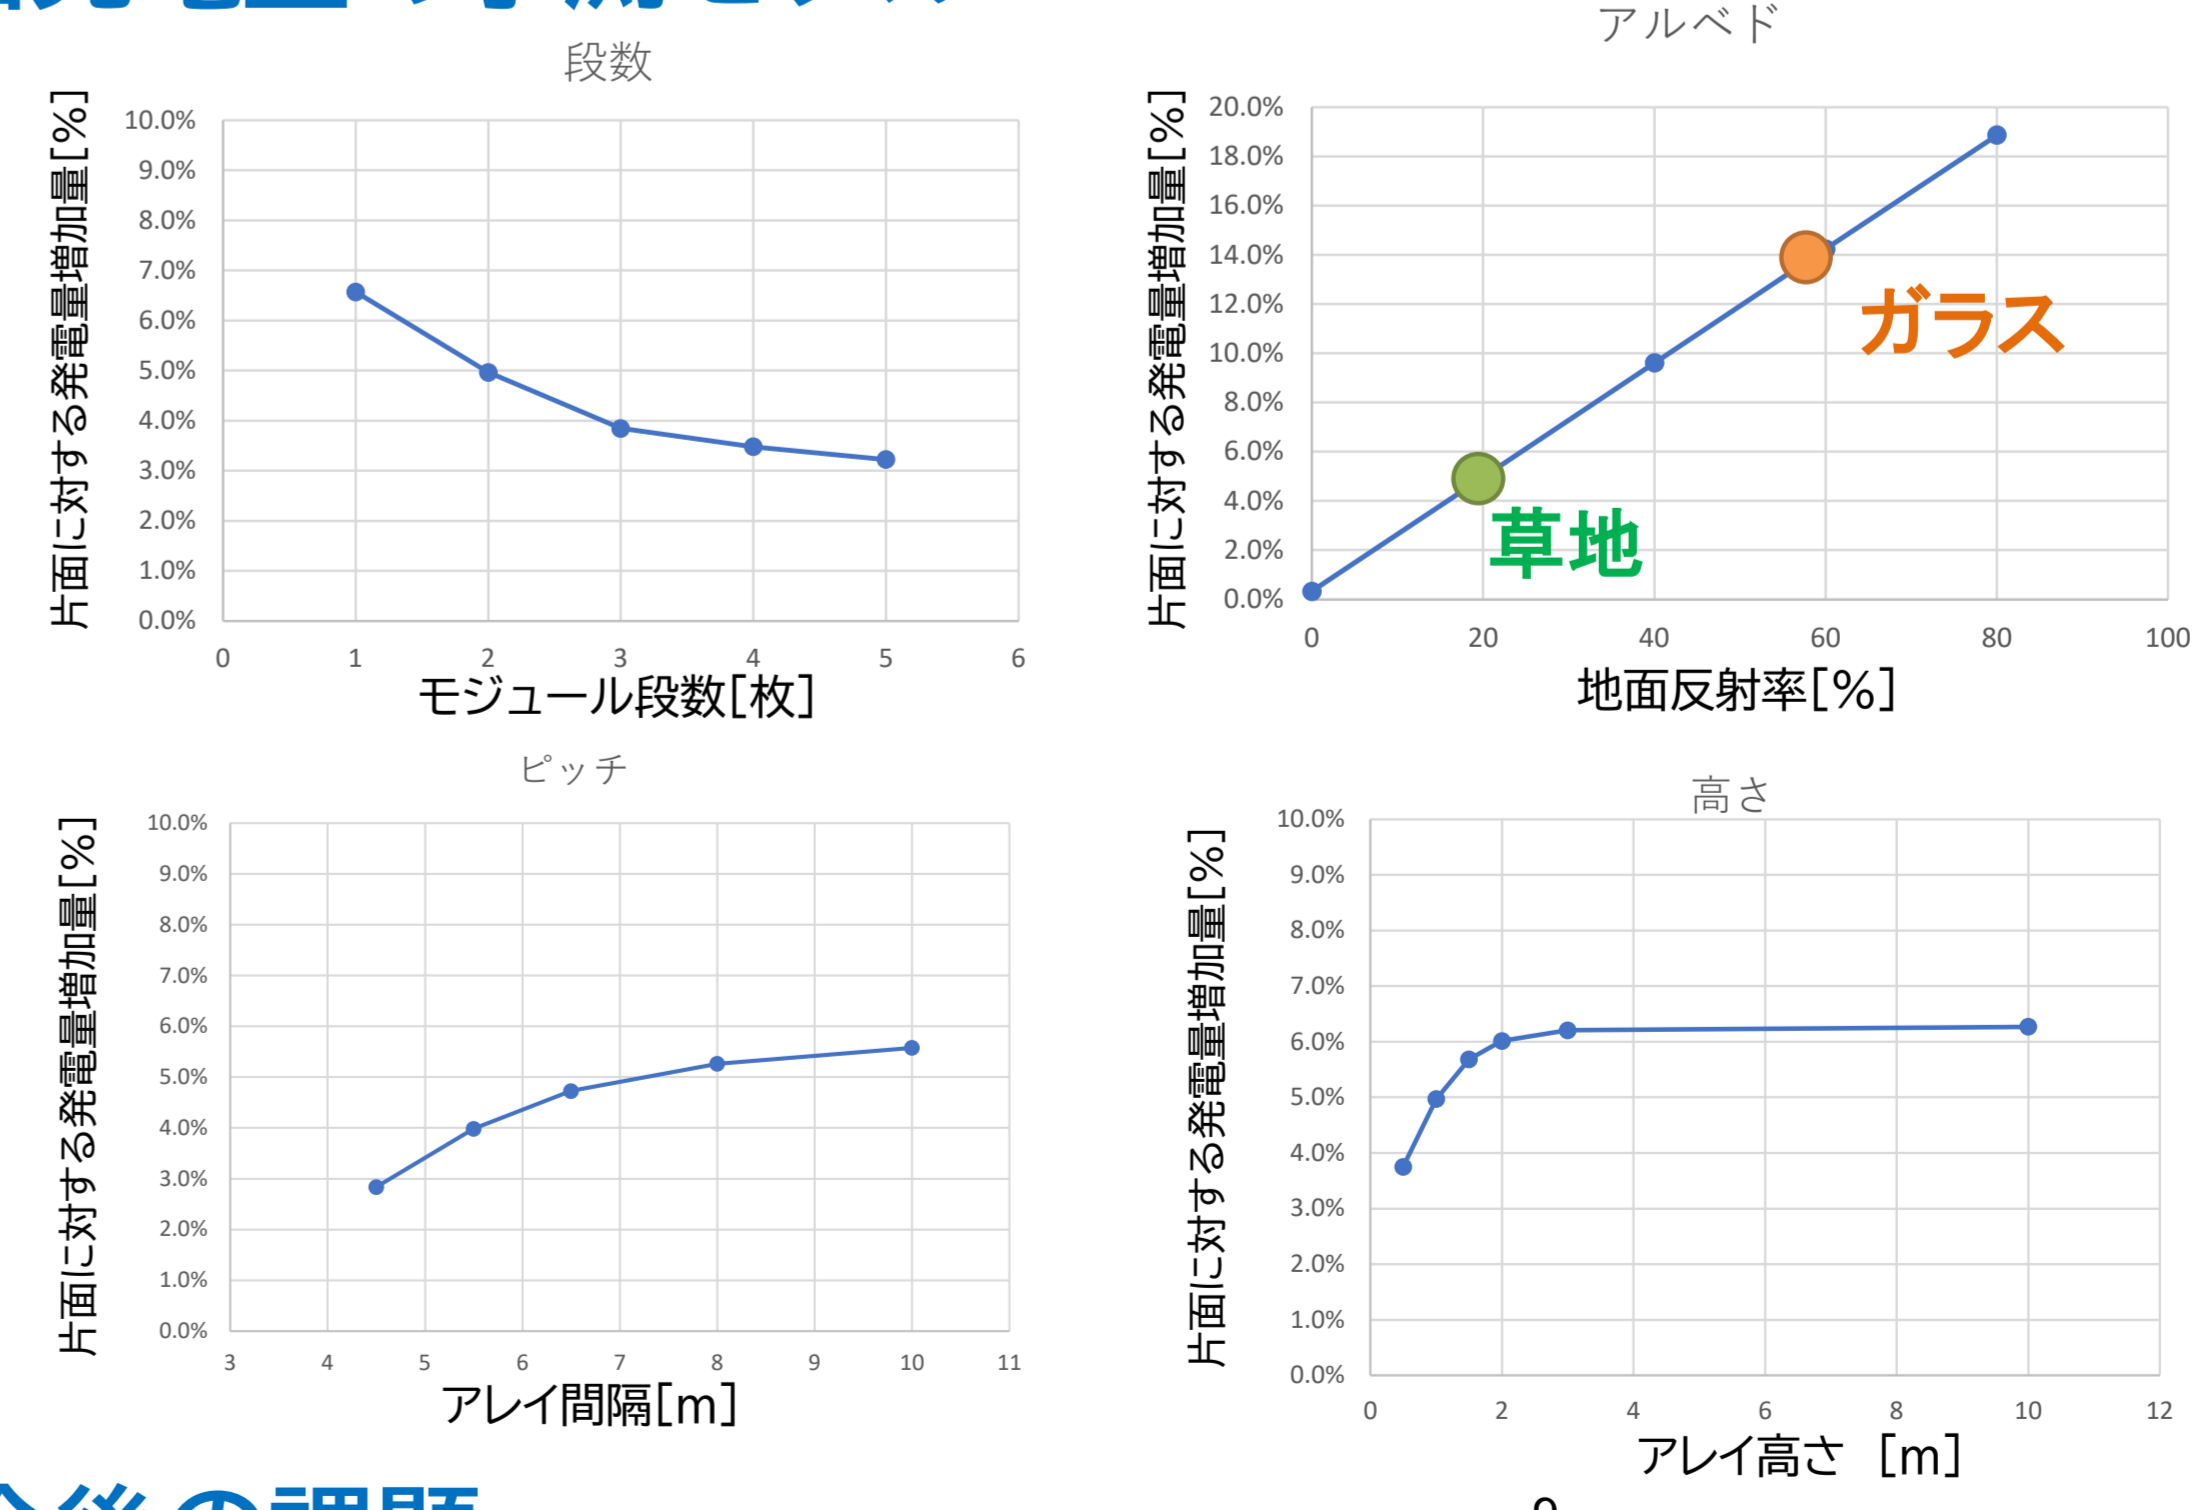 段数
片面に対する発電量増加量[%]
10.0%
9.0%
8.0%
7.0%
6.0%
5.0%
4.0%
3.0%
2.0%
1.0%
0.0%
0 1 2 3 4 5 6
モジュール段数[枚]
アルベド
片面に対する発電量増加量[%]
20.0%
18.0%
16.0%
14.0%
12.0%
10.0%
8.0%
6.0%
4.0%
2.0%
0.0%
ガラス
草地
0 20 40 60 80 100
地面反射率[%]
ピッチ
片面に対する発電量増加量[%]
10.0%
9.0%
8.0%
7.0%
6.0%
5.0%
4.0%
3.0%
2.0%
1.0%
0.0%
3 4 5 6 7 8 9 10 11
アレイ間隔[m]
高さ
片面に対する発電量増加量[%]
10.0%
9.0%
8.0%
7.0%
6.0%
5.0%
4.0%
3.0%
2.0%
1.0%
0.0%
0 2 4 6 8 10 12
アレイ高さ [m]
今後の課題